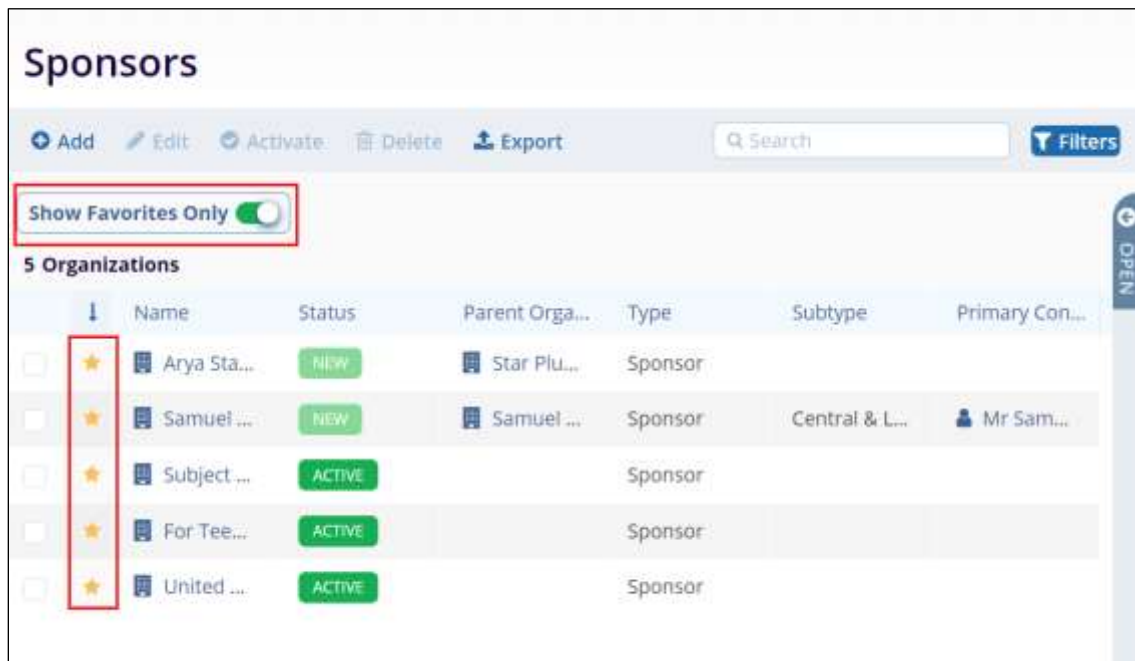 Sponsors
Add Edit Activate Delete Export Search Filters
Show Favorites Only
OPEN
5 Organizations
Name Status Parent Orga... Type Subtype Primary Con...
Arya Sta... NEW Star Plu... Sponsor
Samuel ... NEW Samuel ... Sponsor Central & L... Mr Sam...
Subject ... ACTIVE Sponsor
For Tee... ACTIVE Sponsor
United ... ACTIVE Sponsor